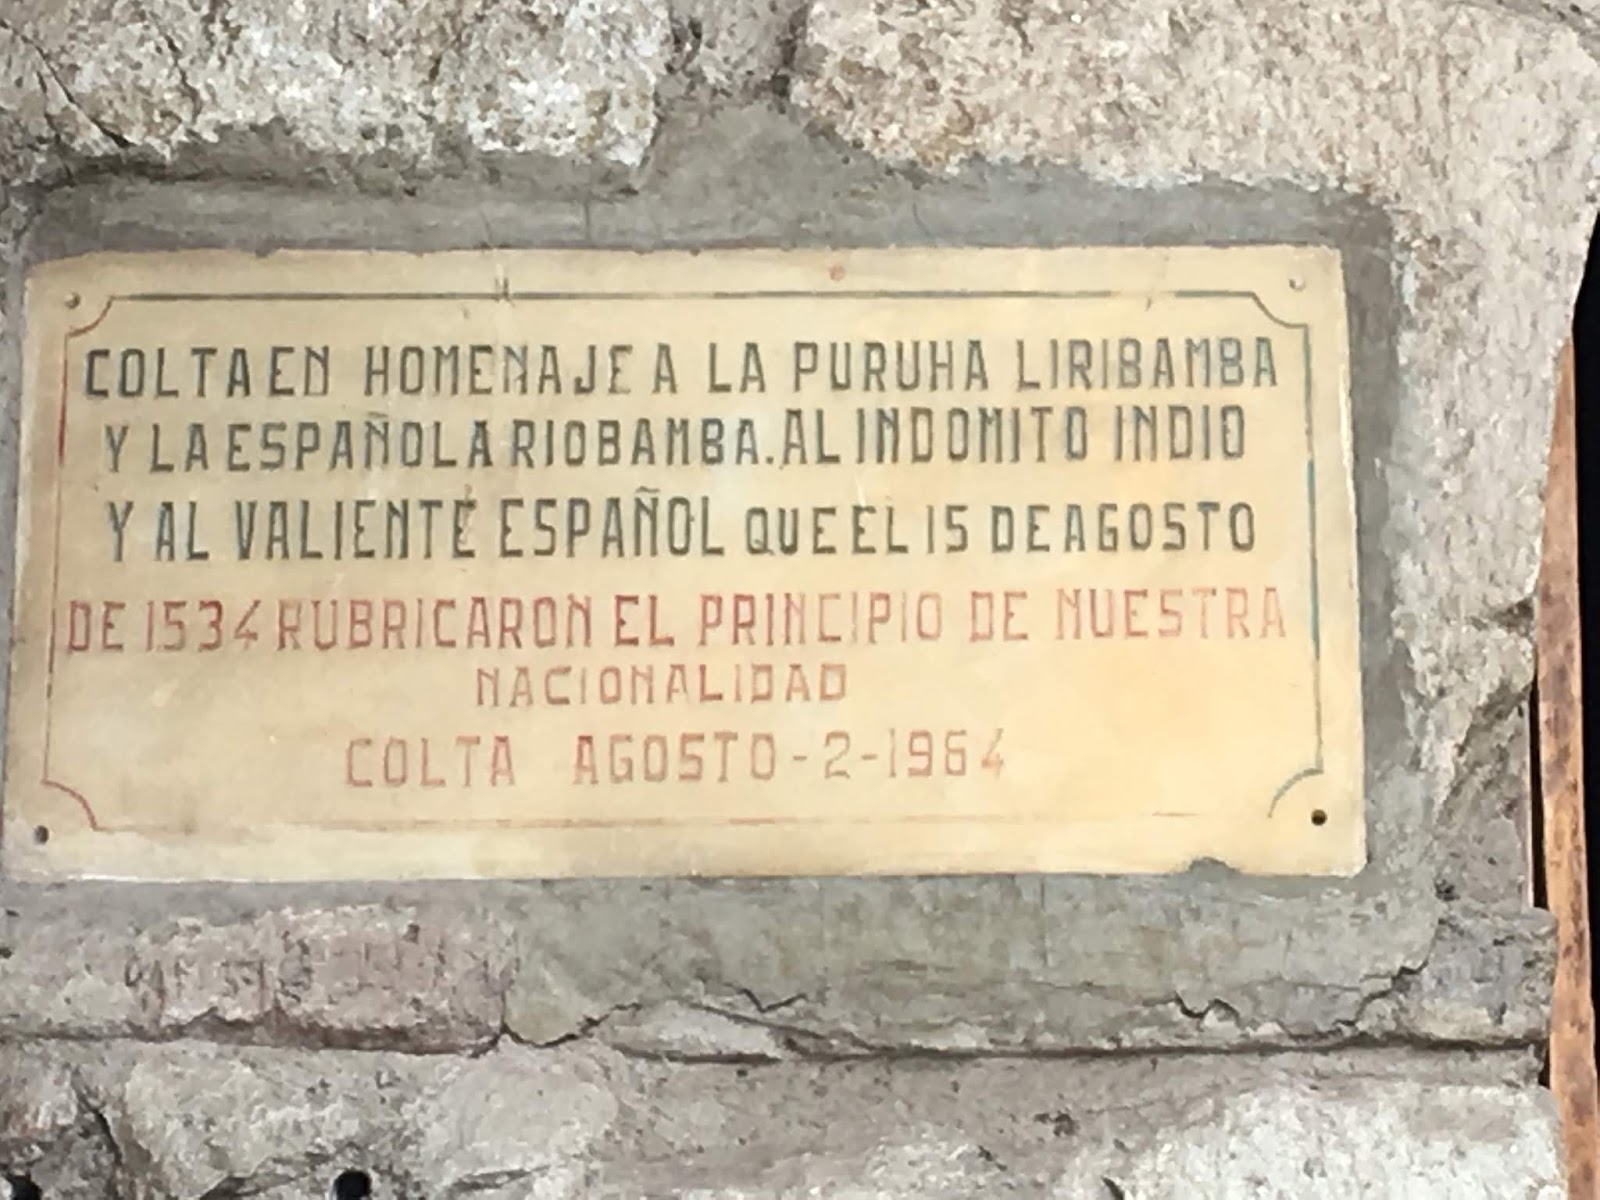 COLTA EN HOMENAJE A LA PURUHA LIRIBAMBA
Y LA ESPAÑOLA RIOBAMBA. AL INDOMITO INDIO
Y AL VALIENTE ESPAÑOL QUE EL 15 DE AGOSTO
DE 1534 RUBRICARON EL PRINCIPIO DE NUESTRA
NACIONALIDAD
COLTA AGOSTO-2-1964